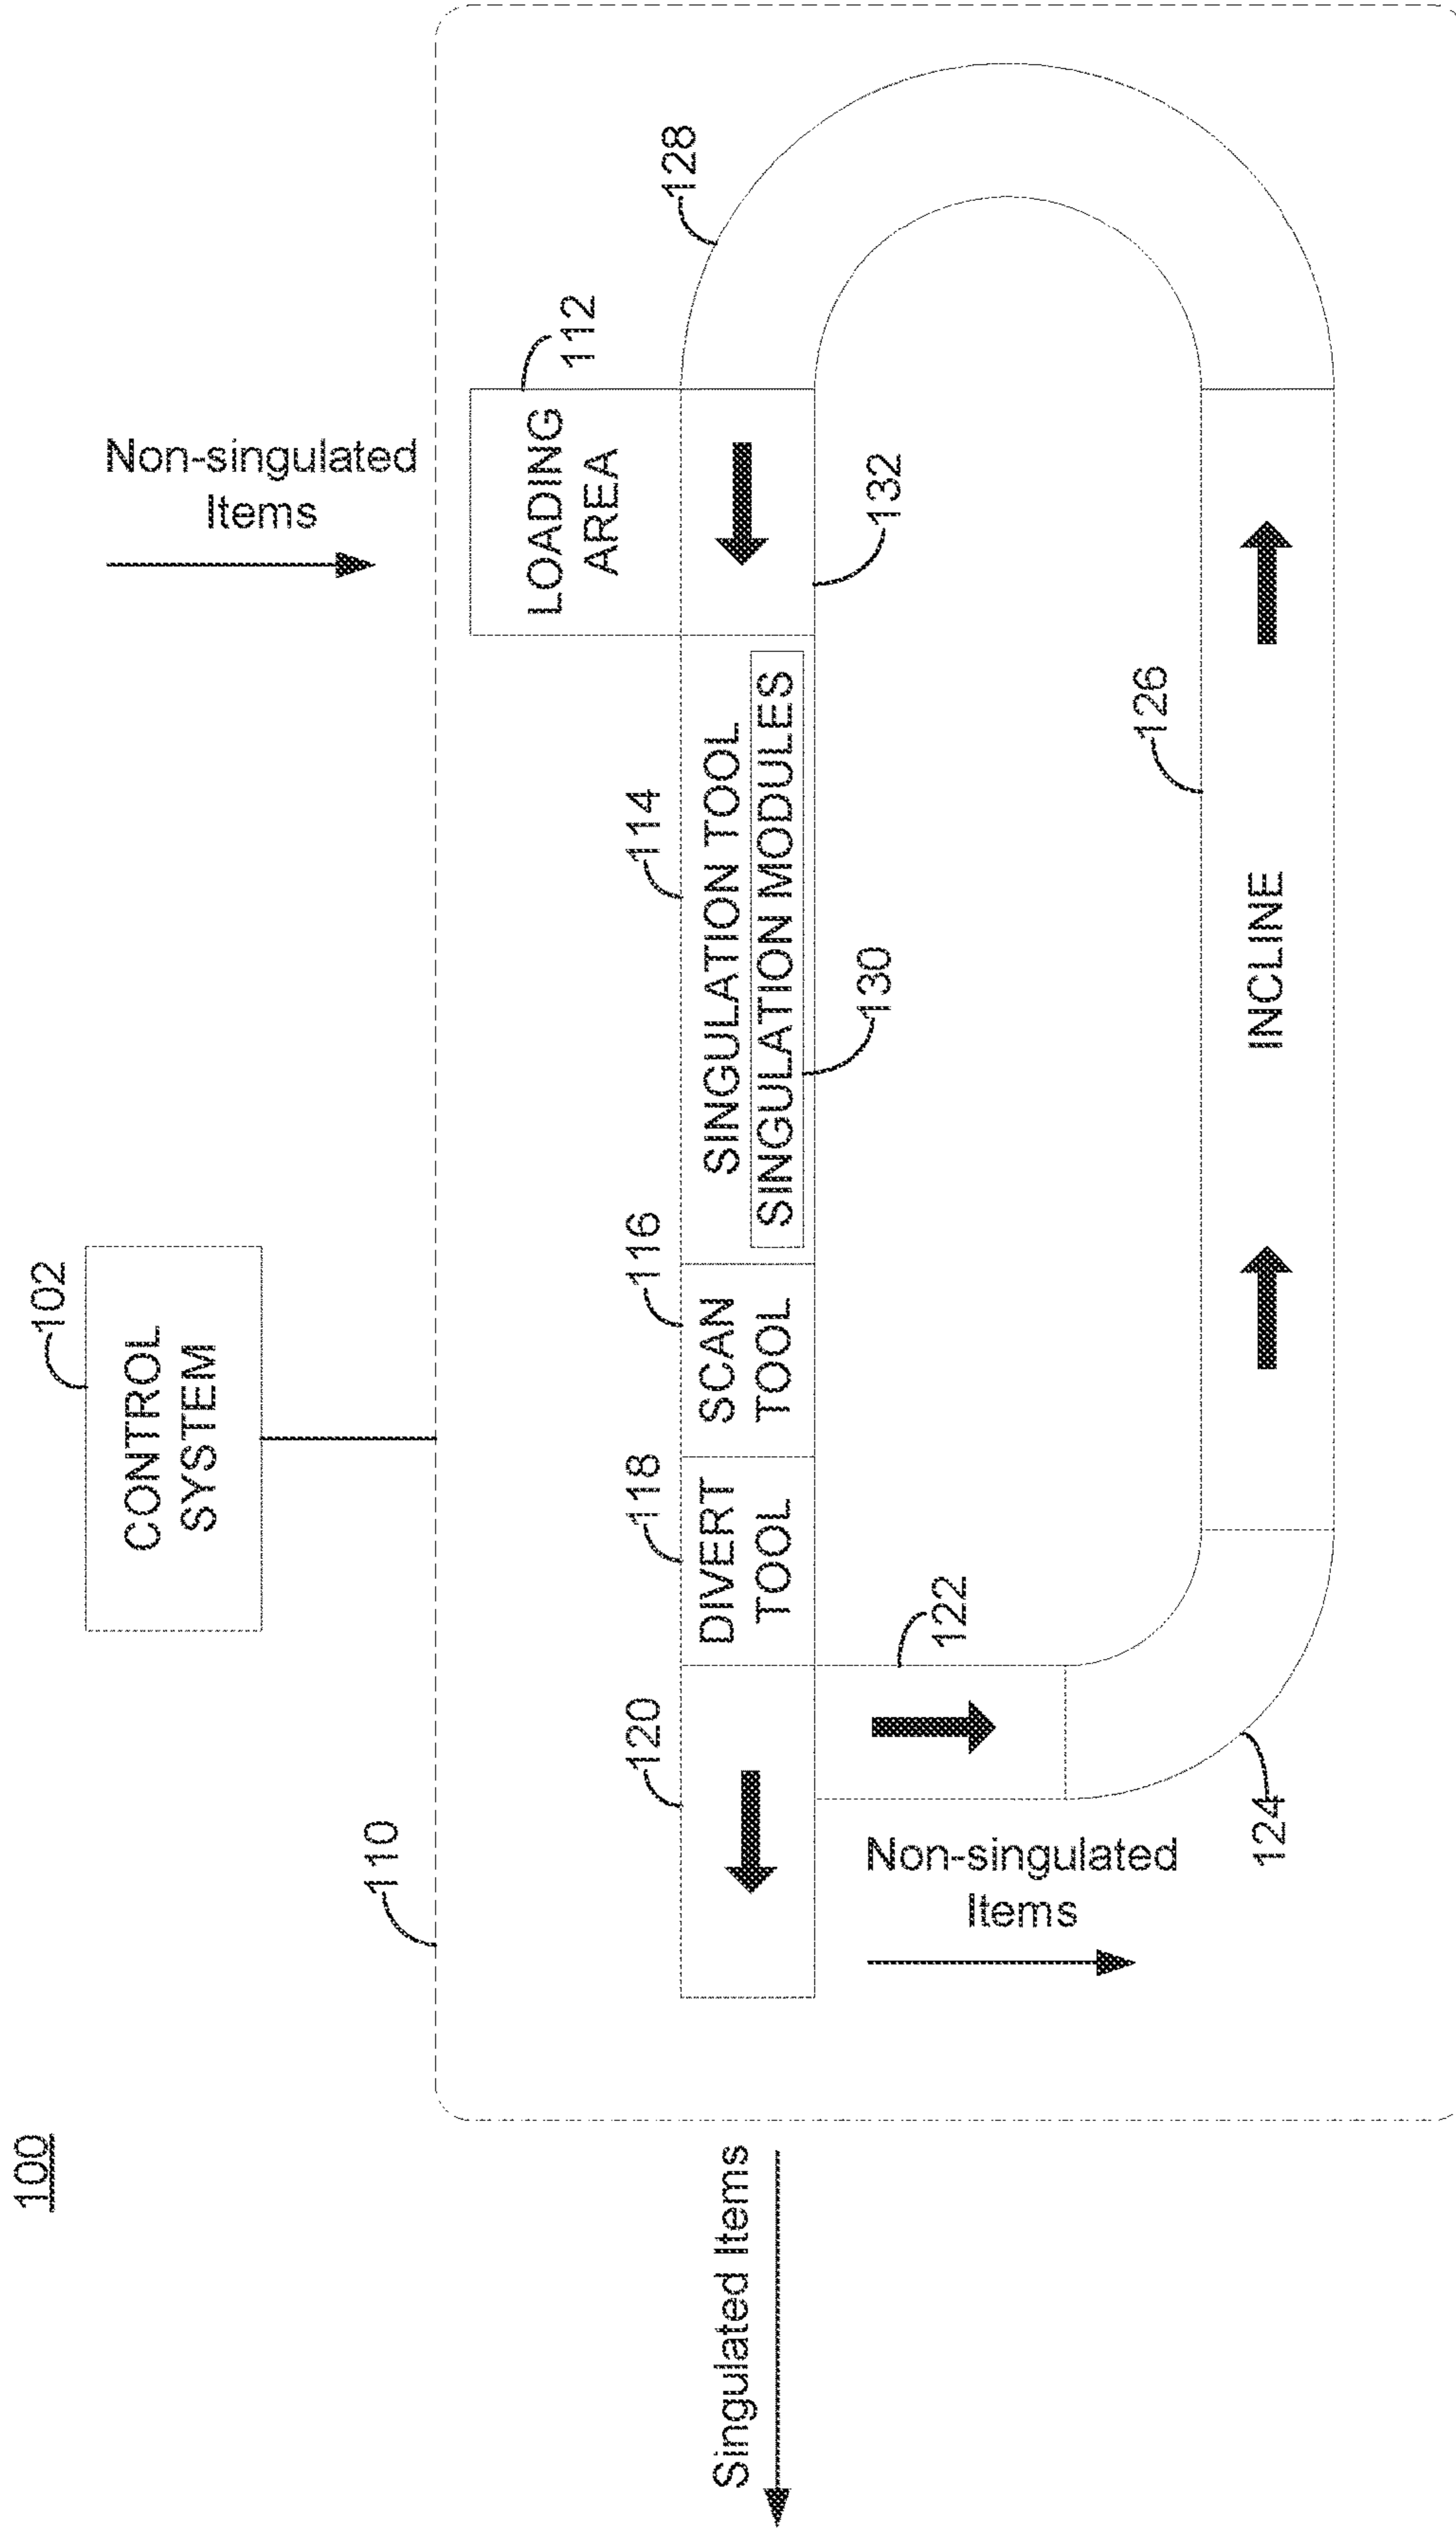 100
CONTROL
SYSTEM
102
110
Non-singulated
Items
LOADING
AREA
112
128
132
114
SINGULATION TOOL
SINGULATION MODULES
130
116
SCAN
TOOL
118
DIVERT
TOOL
120
122
Singulated Items
Non-singulated
Items
124
126
INCLINE